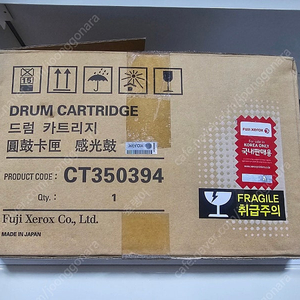 15
DRUM CARTRIDGE
드럼 카트리지
圓鼓卡匣 感光鼓
PRODUCT CODE: CT350394
Qty. : 1
Fuji Xerox Co., Ltd.
MADE IN JAPAN
FUJI XEROX
KOREA ONLY
국내판매용
FRAGILE
취급주의